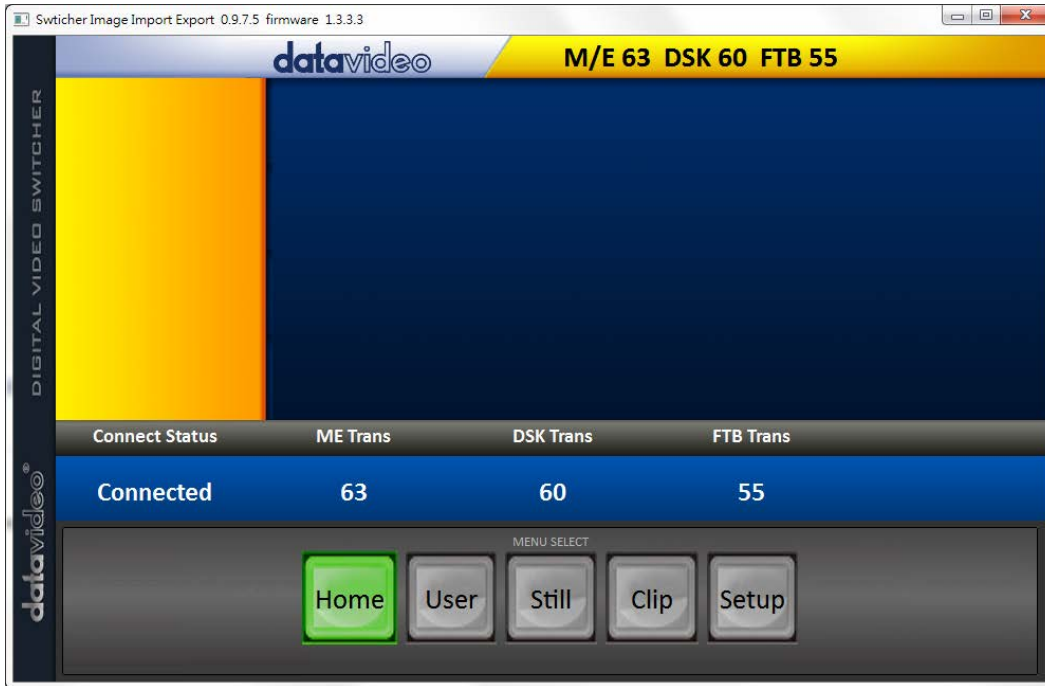 Swticher Image Import Export 0.9.7.5 firmware 1.3.3.3
datavideo
M/E 63 DSK 60 FTB 55
DIGITAL VIDEO SWITCHER
datavideo®
Connect Status ME Trans DSK Trans FTB Trans
Connected 63 60 55
MENU SELECT
Home User Still Clip Setup